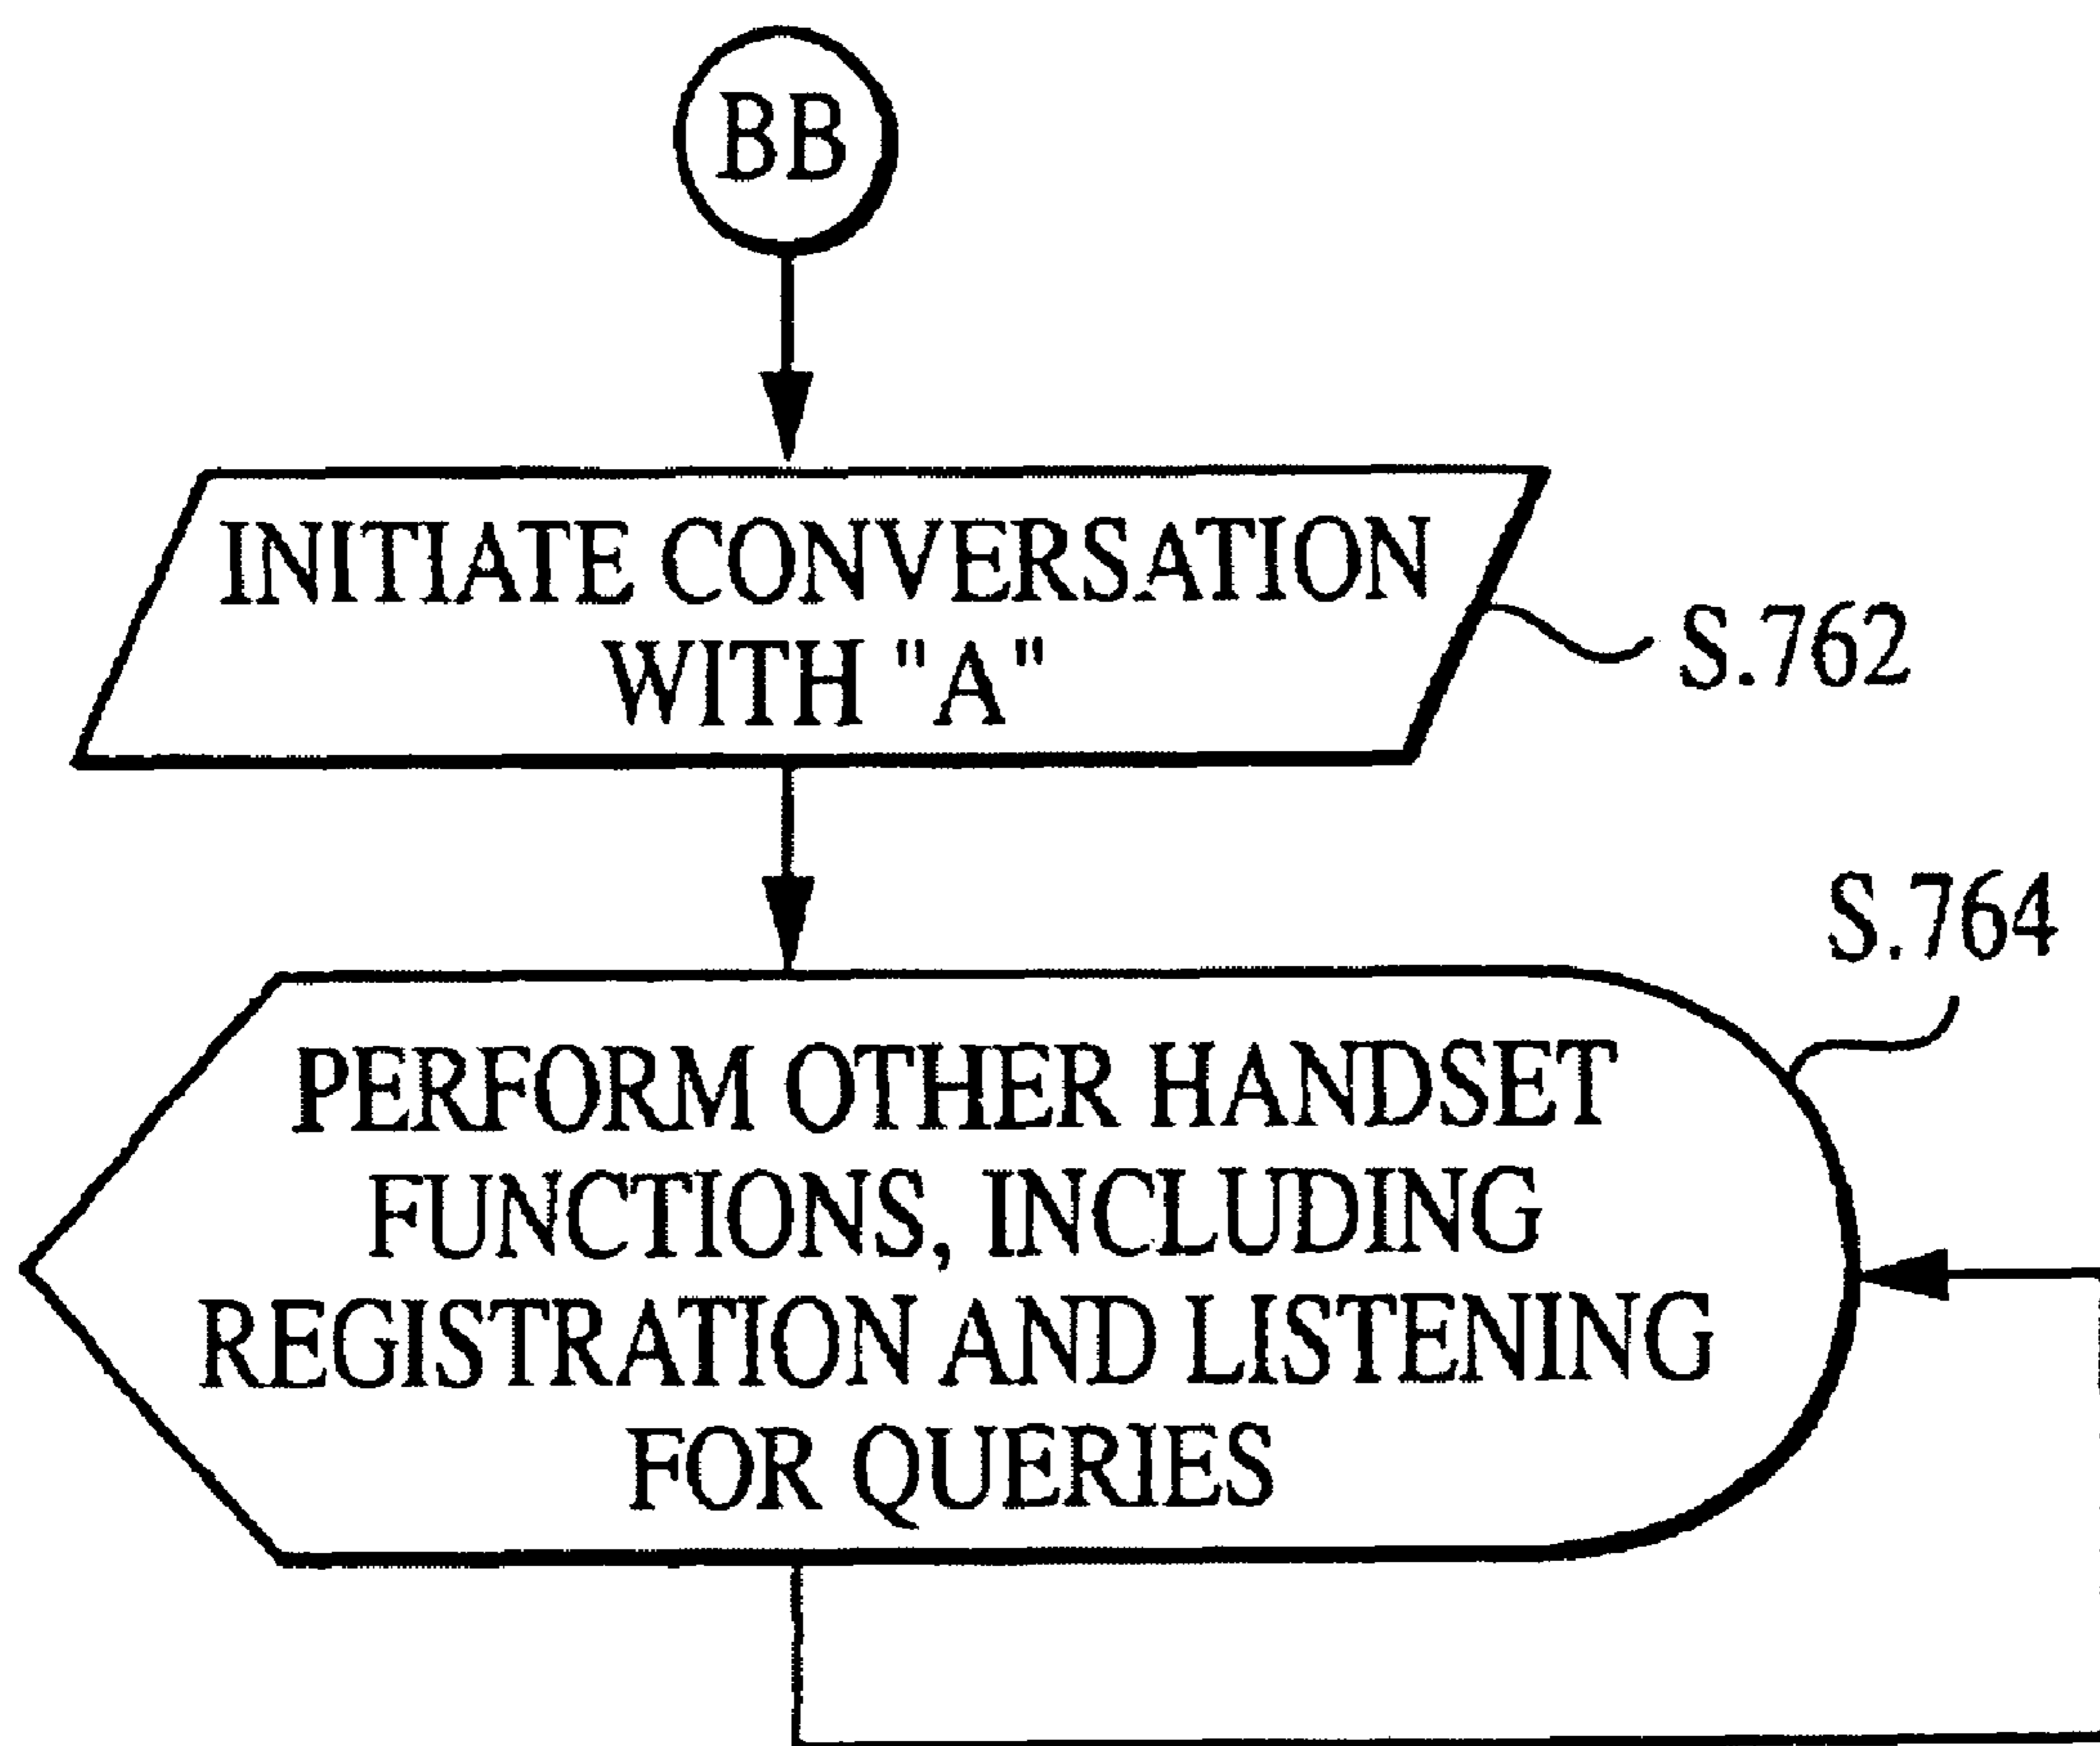 BB
INITIATE CONVERSATION
WITH "A"
S.762
S.764
PERFORM OTHER HANDSET
FUNCTIONS, INCLUDING
REGISTRATION AND LISTENING
FOR QUERIES